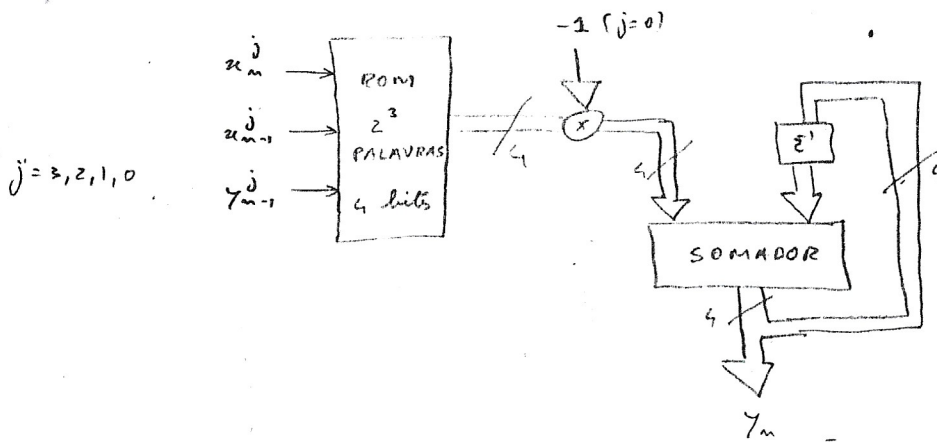 -1 (j=0)
x_n^j
ROM
2^3
x_{n-1}^j
PALAVRAS
4
x
4
z^-1
j=3,2,1,0
y_{n-1}^j
4 bits
SOMADOR
4
y_n